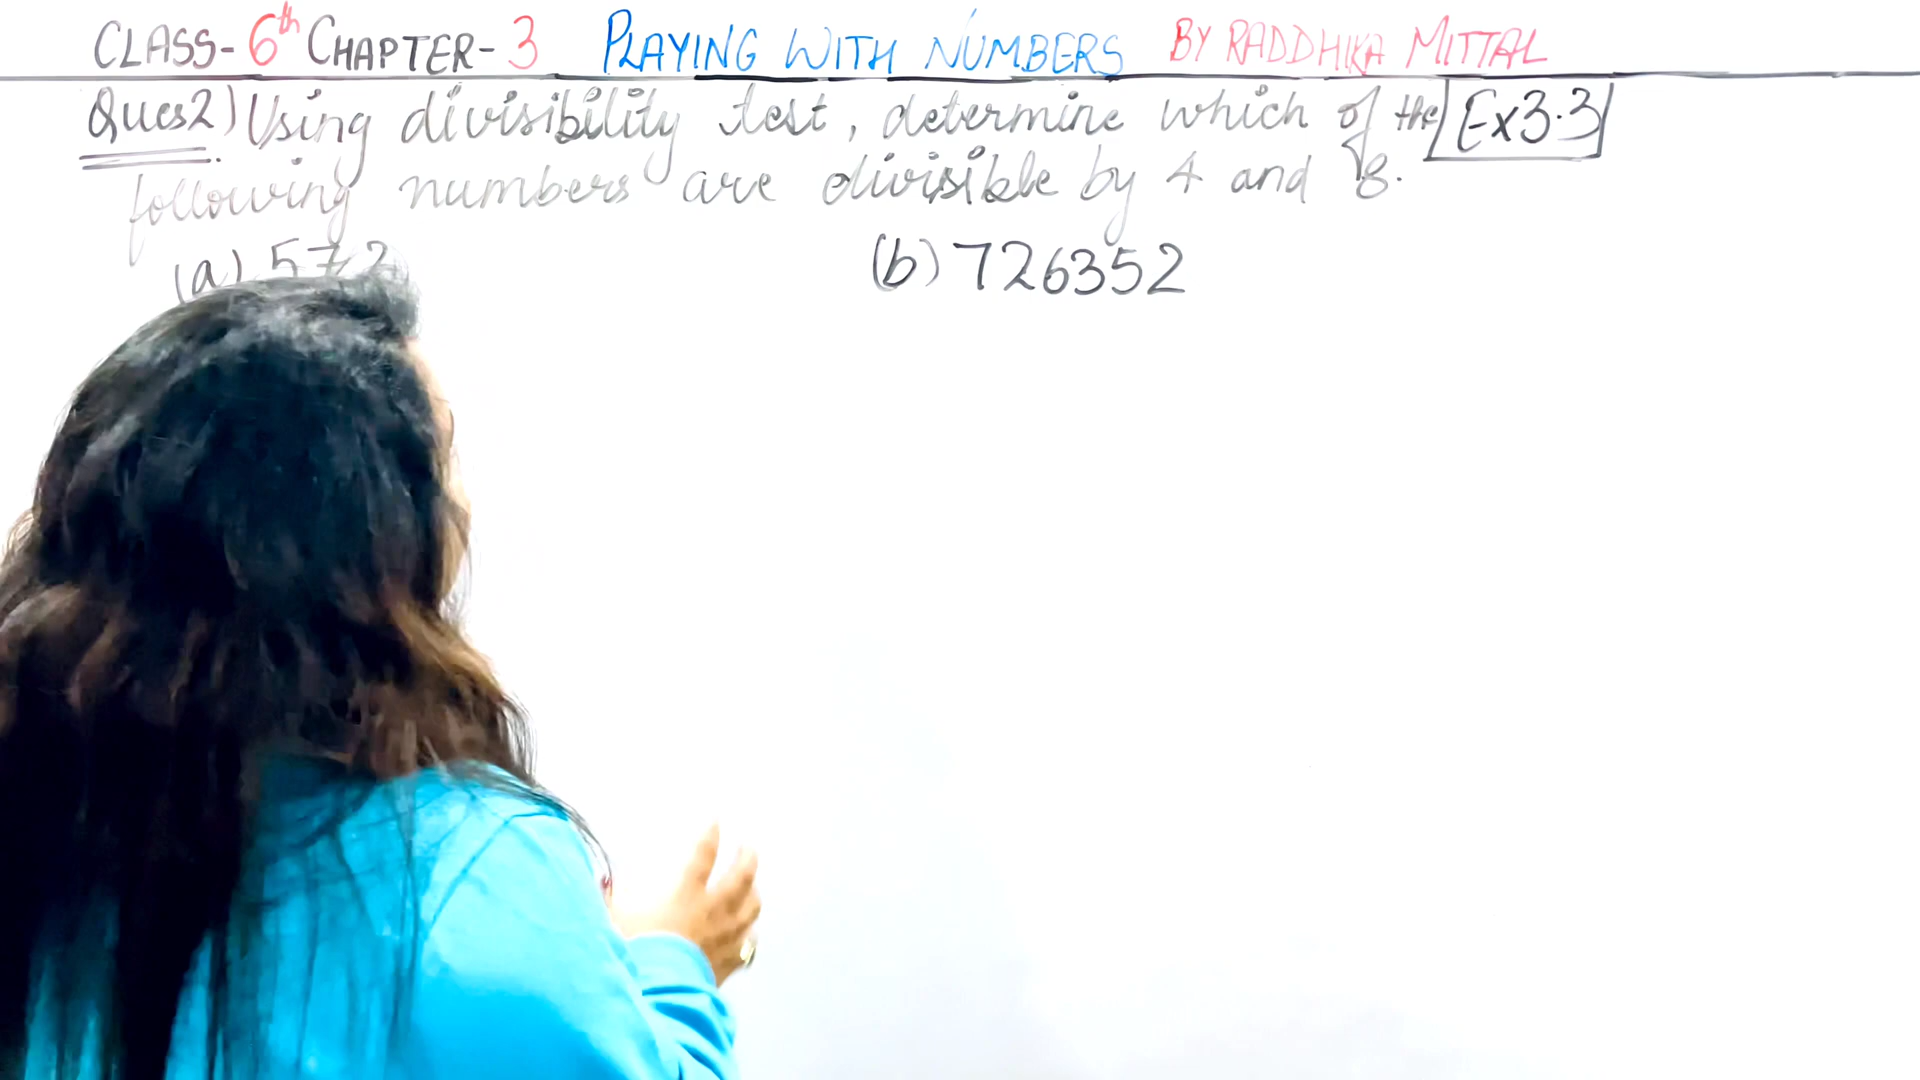 CLASS- 6th CHAPTER- 3 PLAYING WITH NUMBERS BY RADDHIKA MITTAL
Ques2) Using divisibility test, determine which of the Ex3.3
following numbers are divisible by 4 and 8.
(a) 572 (b) 726352